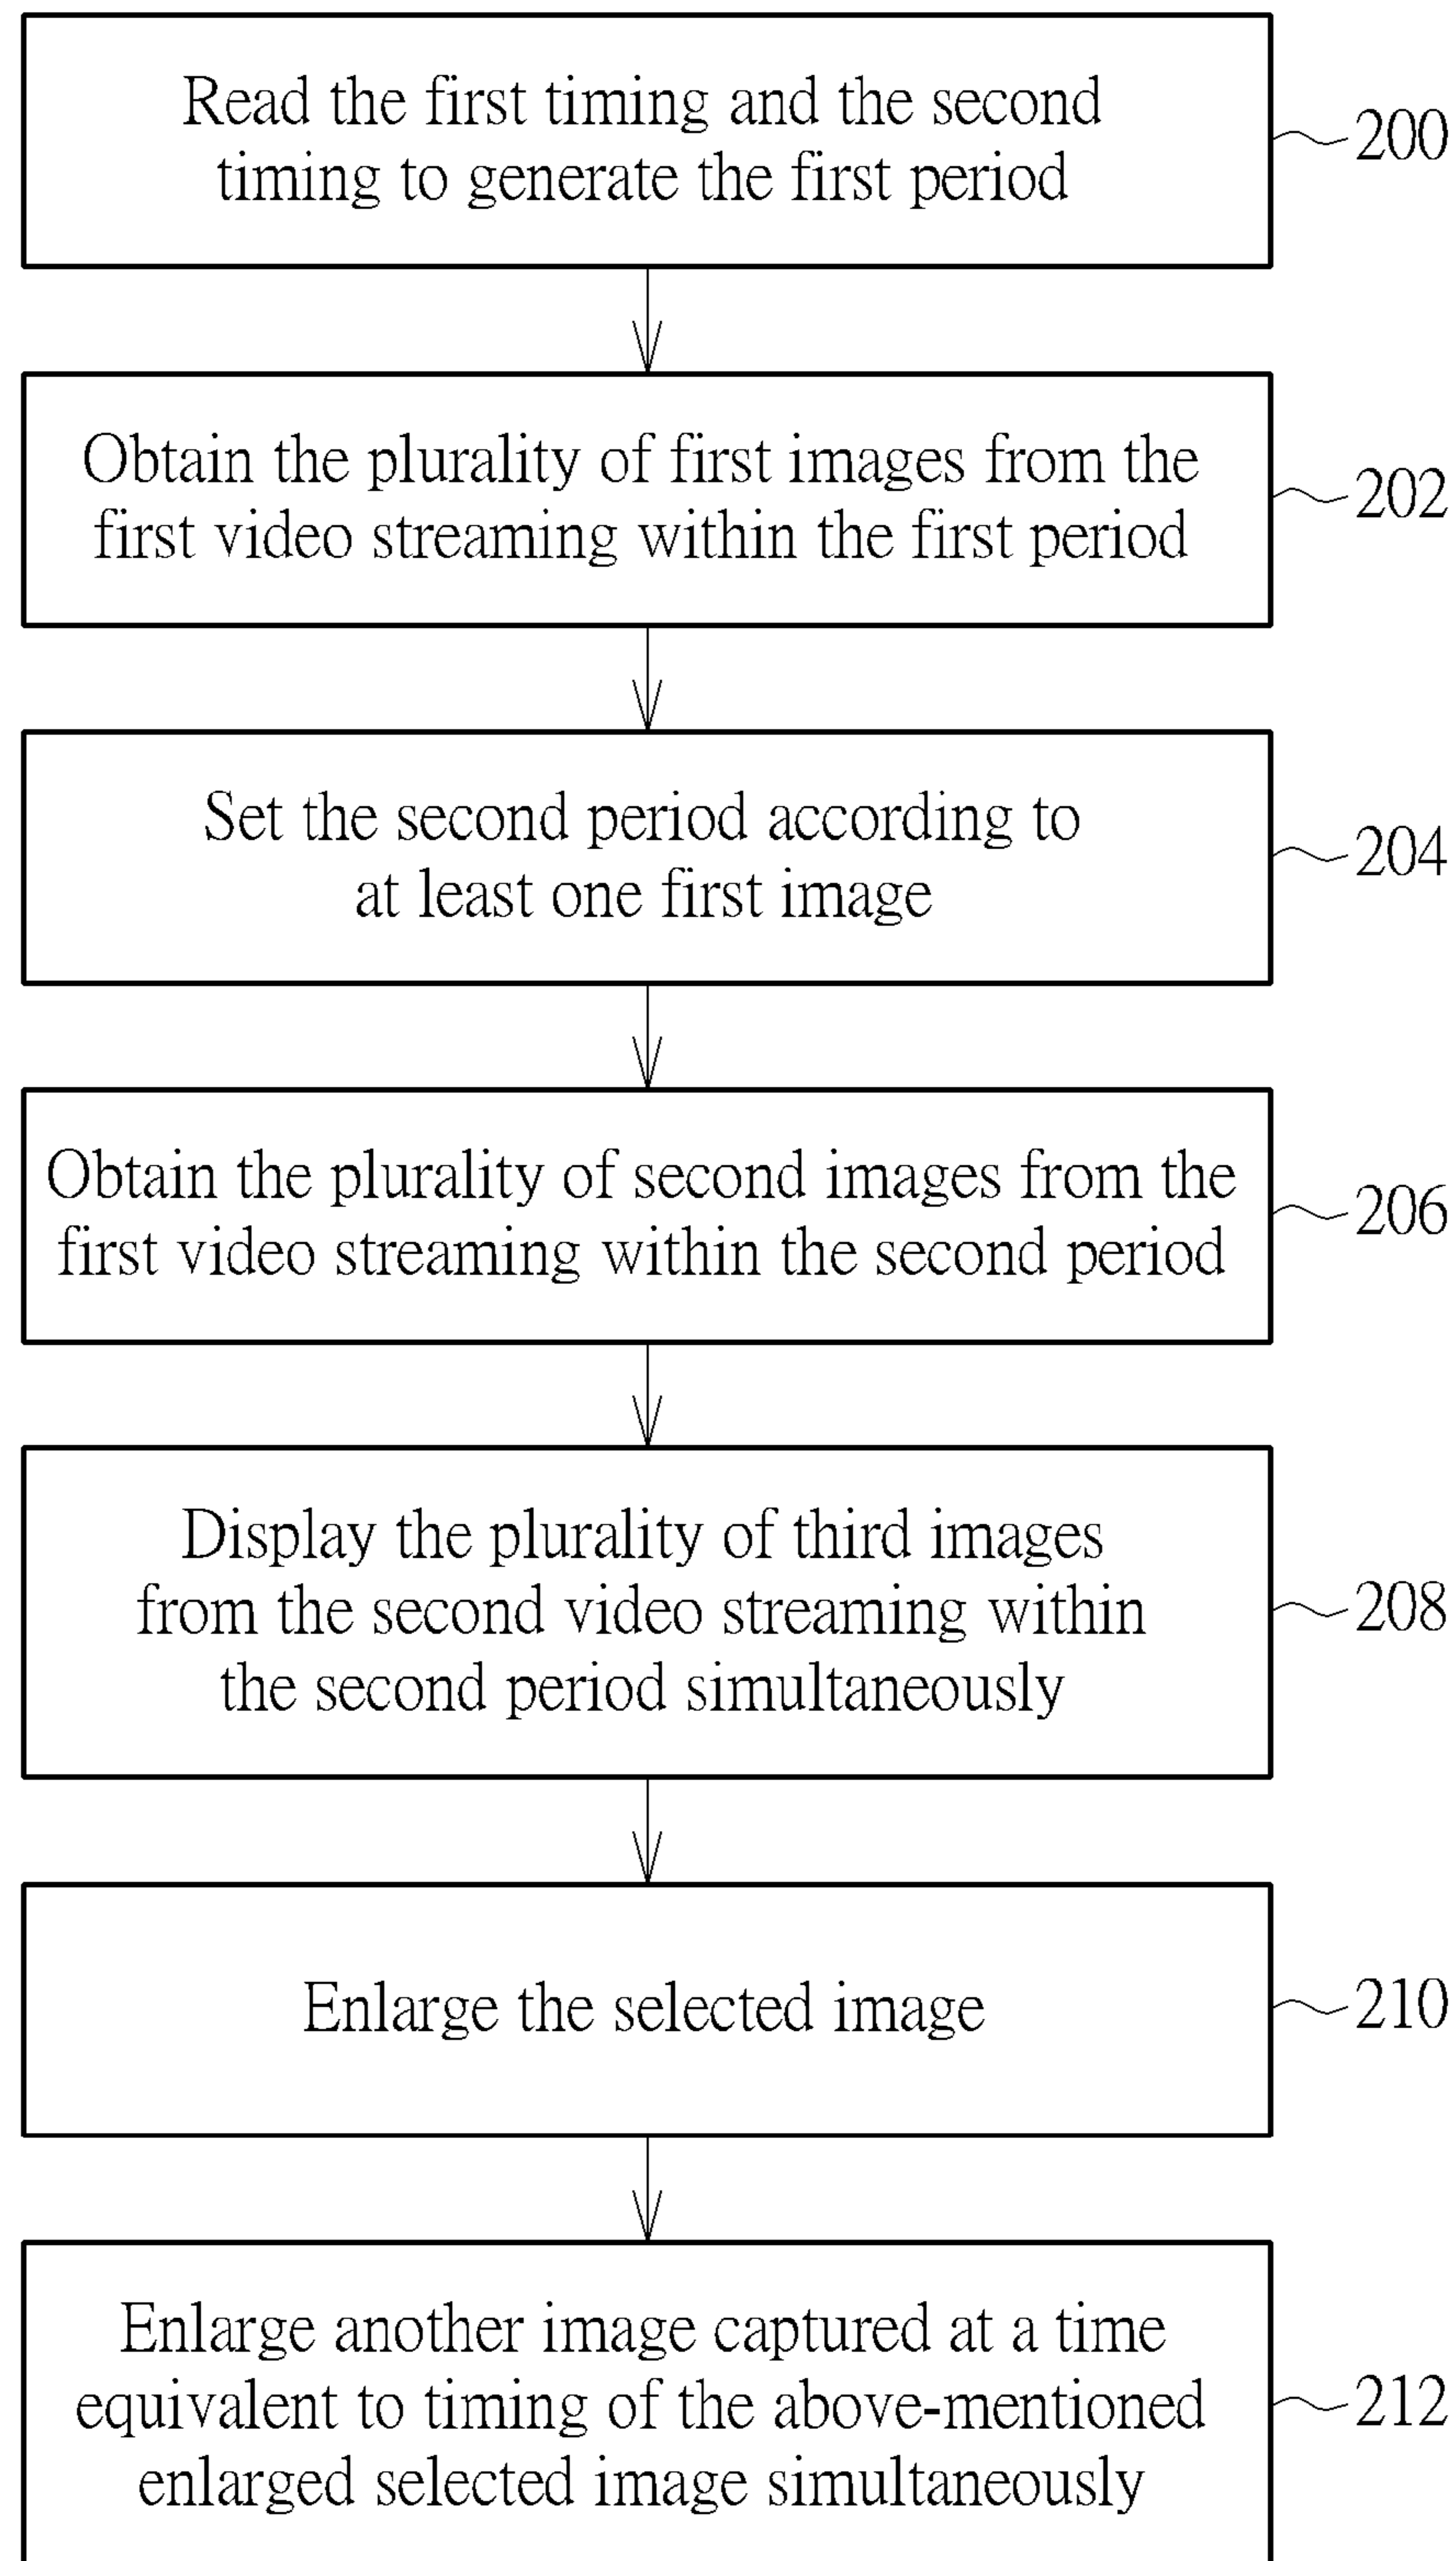 Read the first timing and the second
timing to generate the first period
200
Obtain the plurality of first images from the
first video streaming within the first period
202
Set the second period according to
at least one first image
204
Obtain the plurality of second images from the
first video streaming within the second period
206
Display the plurality of third images
from the second video streaming within
the second period simultaneously
208
Enlarge the selected image
210
Enlarge another image captured at a time
equivalent to timing of the above-mentioned
enlarged selected image simultaneously
212